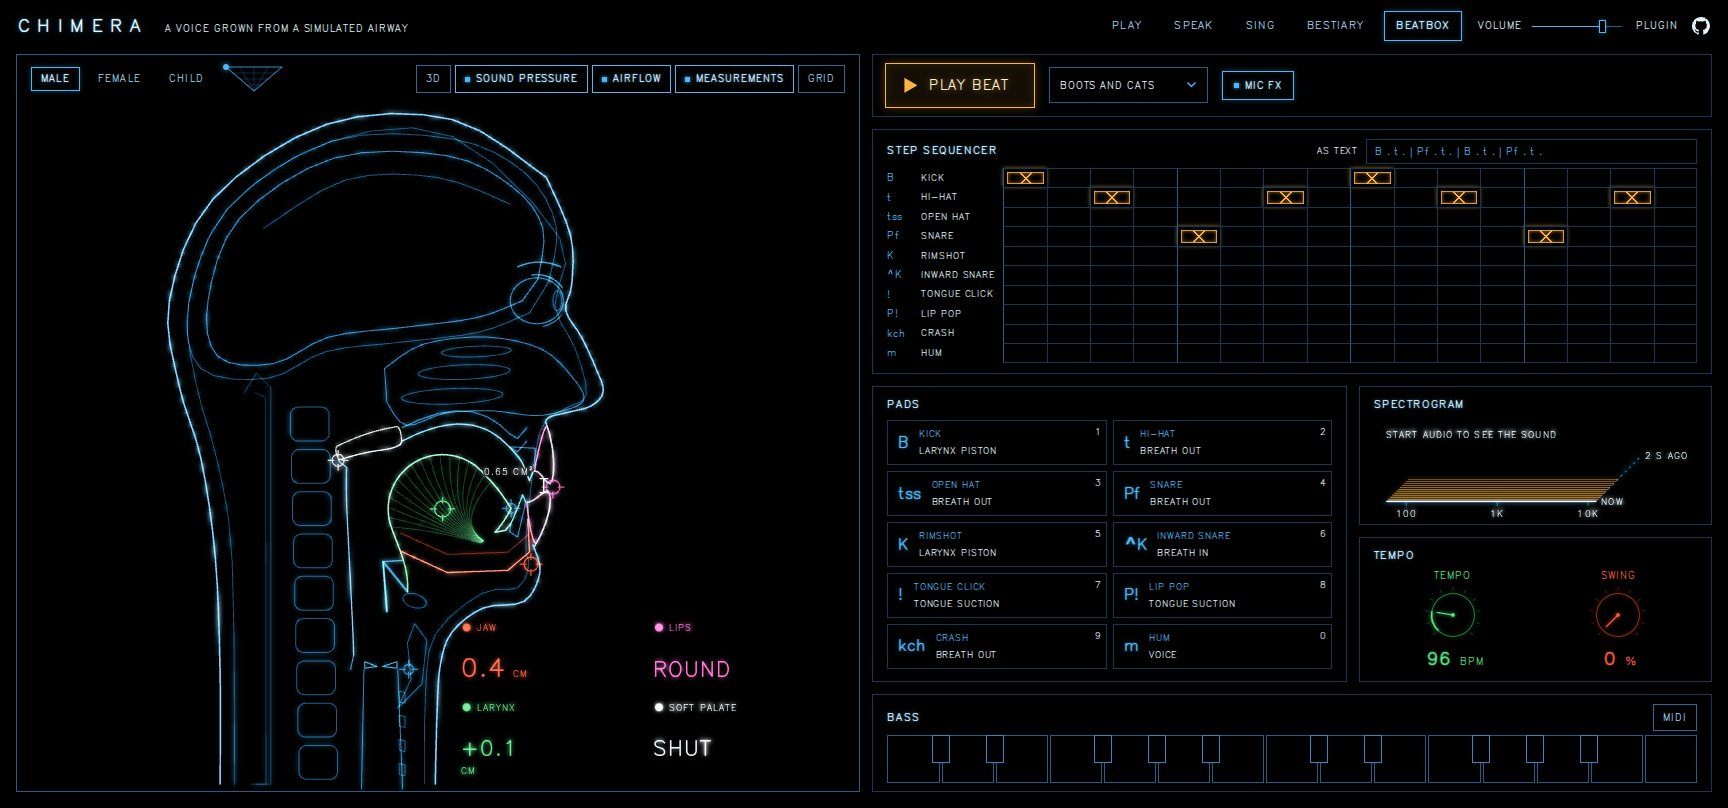 CHIMERA
A VOICE GROWN FROM A SIMULATED AIRWAY
PLAY SPEAK SING BESTIARY BEATBOX VOLUME PLUGIN
MALE FEMALE CHILD
3D SOUND PRESSURE AIRFLOW MEASUREMENTS GRID
0.65 CM²
JAW
0.4 CM
LIPS
ROUND
LARYNX
+0.1
CM
SOFT PALATE
SHUT
PLAY BEAT
BOOTS AND CATS
MIC FX
STEP SEQUENCER
AS TEXT B.t.|Pf.t.|B.t.|Pf.t.
B KICK
t HI-HAT
tss OPEN HAT
Pf SNARE
K RIMSHOT
^K INWARD SNARE
! TONGUE CLICK
P! LIP POP
kch CRASH
m HUM
PADS
B KICK 1
LARYNX PISTON
t HI-HAT 2
BREATH OUT
tss OPEN HAT 3
BREATH OUT
Pf SNARE 4
BREATH OUT
K RIMSHOT 5
LARYNX PISTON
^K INWARD SNARE 6
BREATH IN
! TONGUE CLICK 7
TONGUE SUCTION
P! LIP POP 8
TONGUE SUCTION
kch CRASH 9
BREATH OUT
m HUM 0
VOICE
SPECTROGRAM
START AUDIO TO SEE THE SOUND
2 S AGO
NOW
100 1K 10K
TEMPO
TEMPO
96 BPM
SWING
0 %
BASS
MIDI